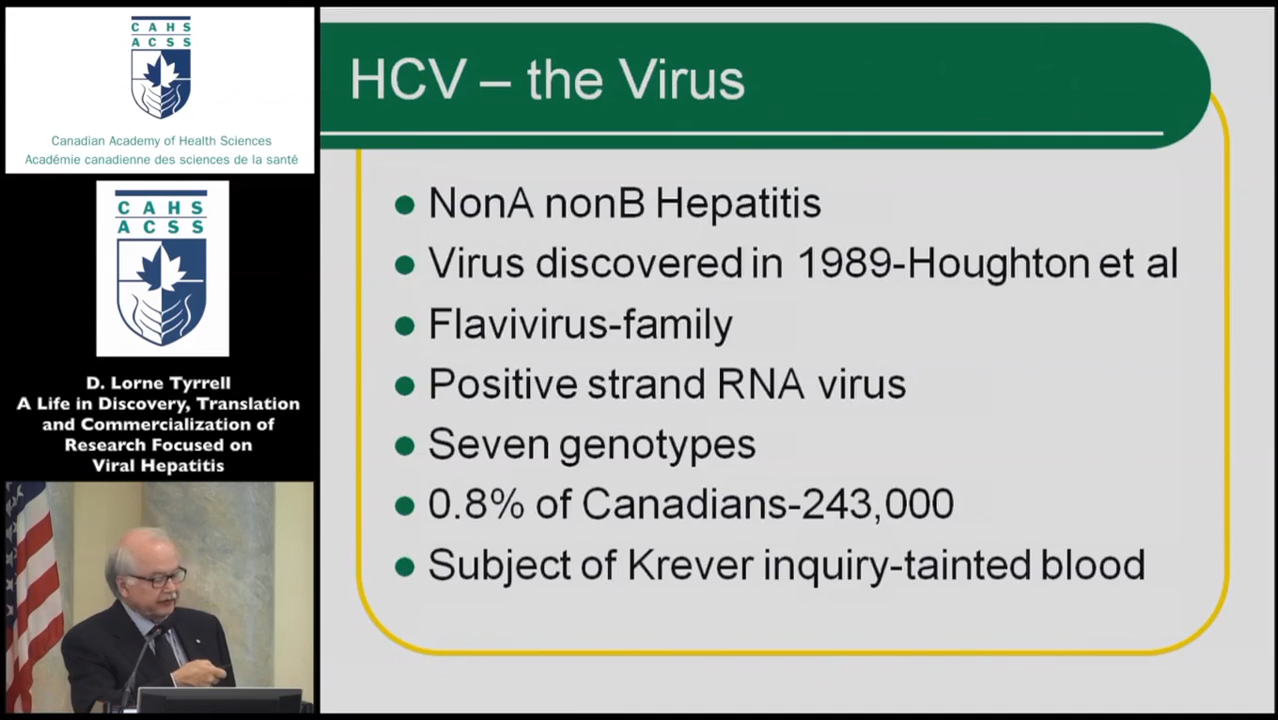 CAHS
ACSS
Canadian Academy of Health Sciences
Académie canadienne des sciences de la santé
CAHS
ACSS
D. Lorne Tyrrell
A Life in Discovery, Translation
and Commercialization of
Research Focused on
Viral Hepatitis
HCV – the Virus
NonA nonB Hepatitis
Virus discovered in 1989-Houghton et al
Flavivirus-family
Positive strand RNA virus
Seven genotypes
0.8% of Canadians-243,000
Subject of Krever inquiry-tainted blood